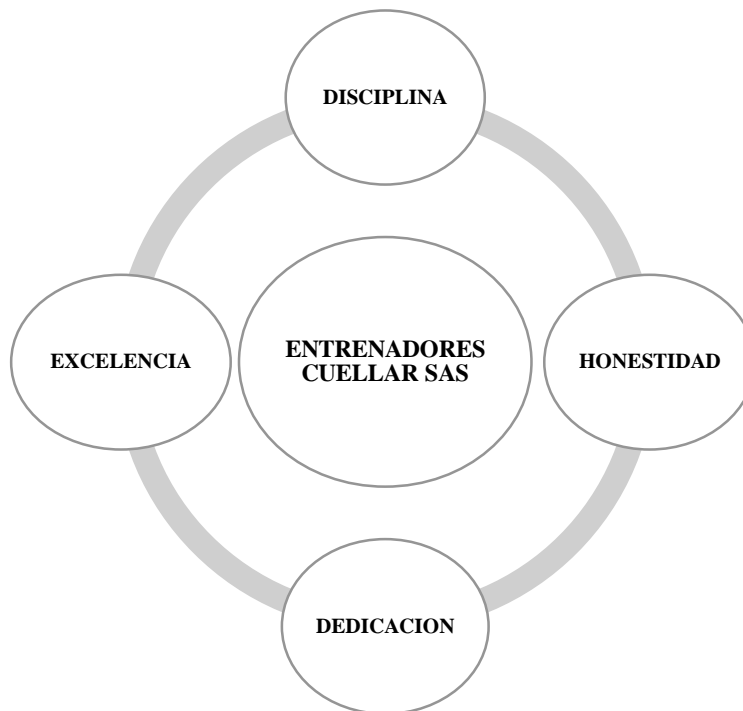 DISCIPLINA
EXCELENCIA
ENTRENADORES
CUELLAR SAS
HONESTIDAD
DEDICACION